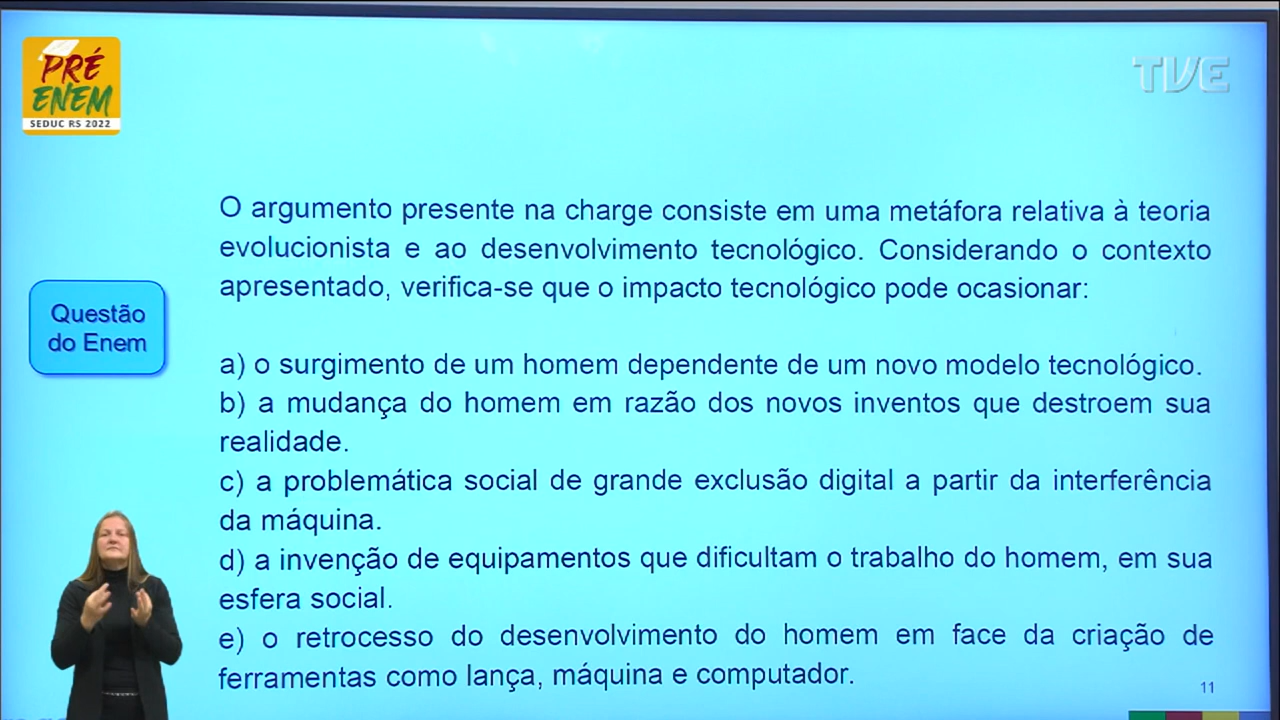 PRÉ
ENEM
SEDUC RS 2022
TVE
O argumento presente na charge consiste em uma metáfora relativa à teoria
evolucionista e ao desenvolvimento tecnológico. Considerando o contexto
apresentado, verifica-se que o impacto tecnológico pode ocasionar:
Questão
do Enem
a) o surgimento de um homem dependente de um novo modelo tecnológico.
b) a mudança do homem em razão dos novos inventos que destroem sua
realidade.
c) a problemática social de grande exclusão digital a partir da interferência
da máquina.
d) a invenção de equipamentos que dificultam o trabalho do homem, em sua
esfera social.
e) o retrocesso do desenvolvimento do homem em face da criação de
ferramentas como lança, máquina e computador.
11